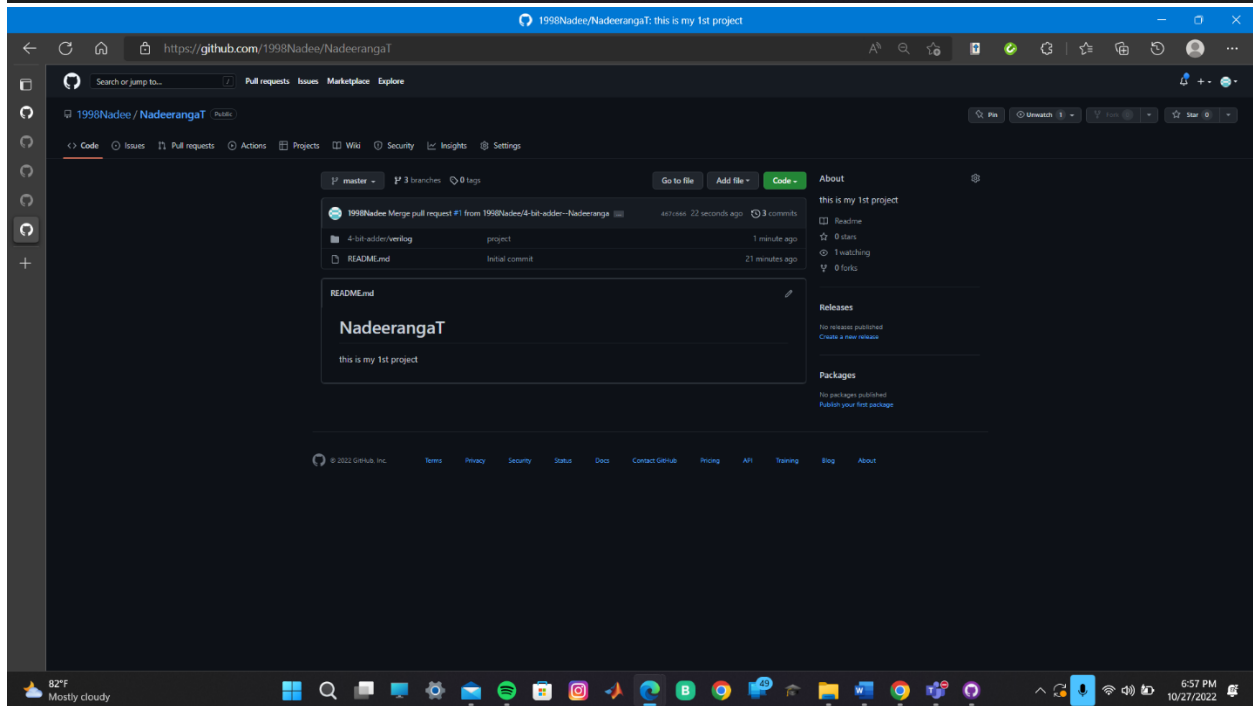 1998Nadee/NadeerangaT: this is my 1st project
https://github.com/1998Nadee/NadeerangaT
Search or jump to... / Pull requests Issues Marketplace Explore
1998Nadee / NadeerangaT Public
Pin Unwatch 1 Fork Star 0
<> Code Issues Pull requests Actions Projects Wiki Security Insights Settings
master 3 branches 0 tags Go to file Add file Code
1998Nadee Merge pull request #1 from 1998Nadee/4-bit-adder--Nadeeranga ... 22 seconds ago 3 commits
4-bit-adder/verilog project 1 minute ago
README.md Initial commit 21 minutes ago
README.md
NadeerangaT
this is my 1st project
About
this is my 1st project
Readme
0 stars
1 watching
0 forks
Releases
No releases published
Create a new release
Packages
No packages published
Publish your first package
© 2022 GitHub, Inc. Terms Privacy Security Status Docs Contact GitHub Pricing API Training Blog About
82°F
Mostly cloudy
B
49
6:57 PM
10/27/2022